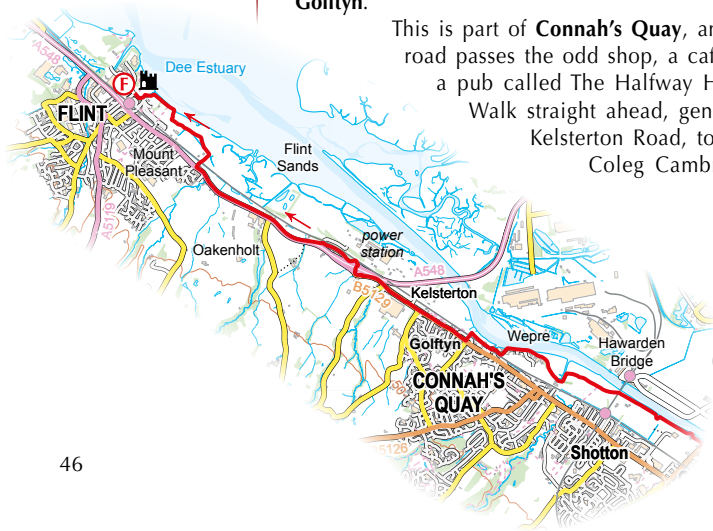 Golftyn.
This is part of Connah's Quay, an
road passes the odd shop, a caf
a pub called The Halfway H
Walk straight ahead, gen
Kelsterton Road, to
Coleg Camb
A548
Dee Estuary
F
FLINT
Mount
Pleasant
Flint
Sands
A5119
Oakenholt
power
station
A548
Kelsterton
B5129
Golftyn
Wepre
Hawarden
Bridge
CONNAH'S
QUAY
5126
Shotton
46